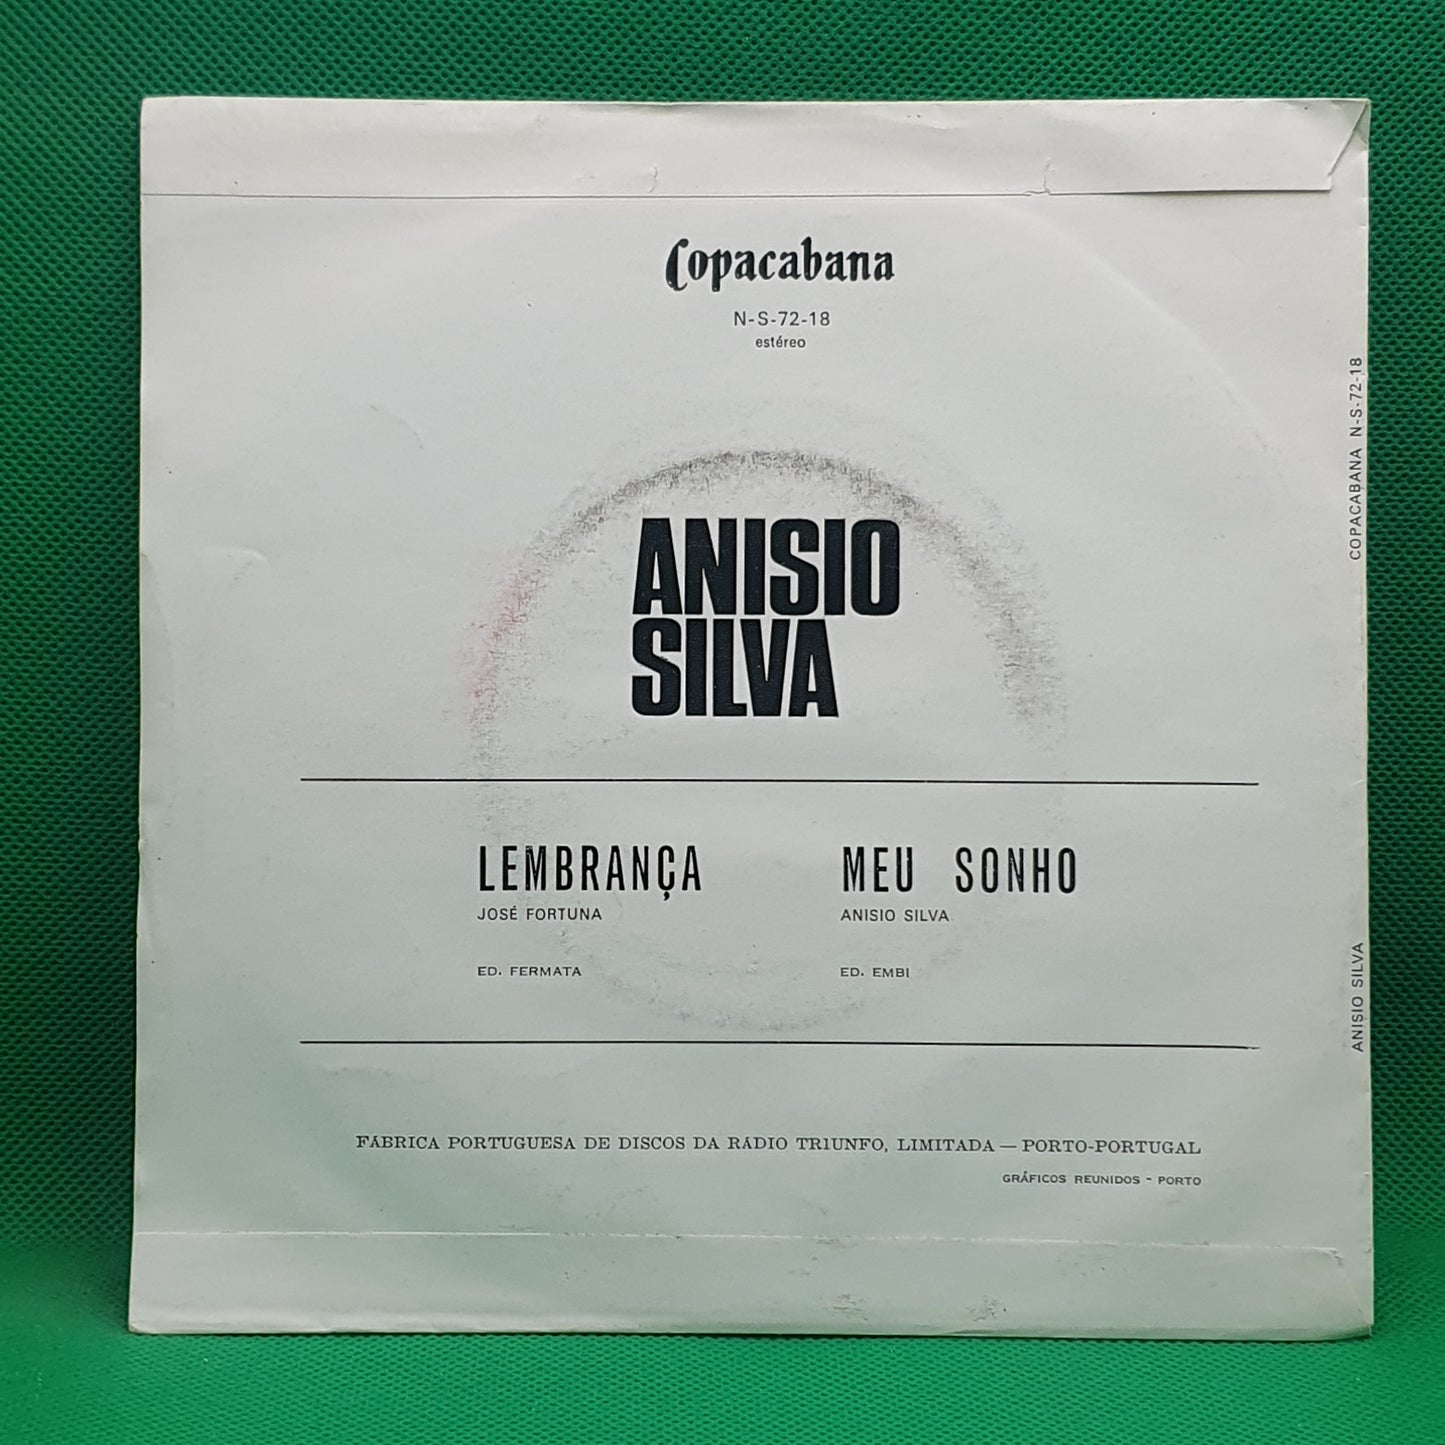 Copacabana
N-S-72-18
estéreo
ANISIO
SILVA
LEMBRANÇA
JOSÉ FORTUNA
ED. FERMATA
MEU SONHO
ANISIO SILVA
ED. EMBI
FÁBRICA PORTUGUESA DE DISCOS DA RÁDIO TRIUNFO, LIMITADA — PORTO-PORTUGAL
GRÁFICOS REUNIDOS - PORTO
COPACABANA N-S-72-18
ANISIO SILVA